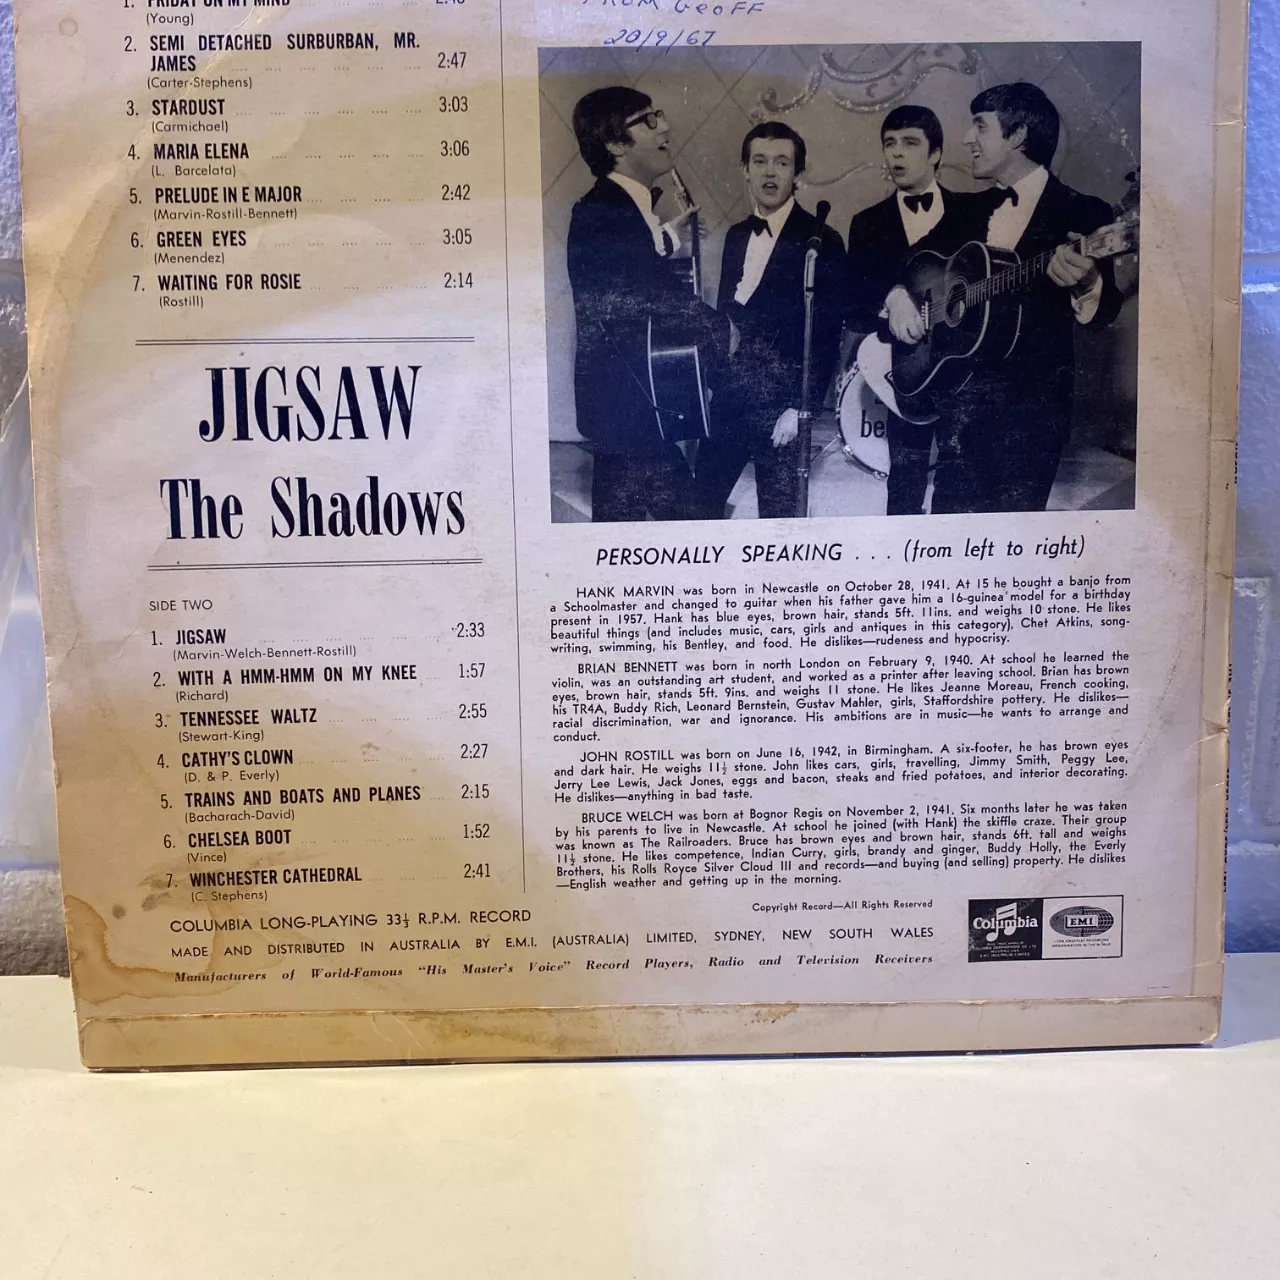 FROM GEOFF
20/9/67
1. FRIDAY ON MY MIND
(Young)
2. SEMI DETACHED SURBURBAN, MR.
JAMES .... .... .... .... .... 2:47
(Carter-Stephens)
3. STARDUST .... .... .... .... .... 3:03
(Carmichael)
4. MARIA ELENA .... .... .... .... 3:06
(L. Barcelata)
5. PRELUDE IN E MAJOR .... .... .... 2:42
(Marvin-Rostill-Bennett)
6. GREEN EYES .... .... .... .... 3:05
(Menendez)
7. WAITING FOR ROSIE .... .... .... 2:14
(Rostill)
JIGSAW
The Shadows
SIDE TWO
1. JIGSAW .... .... .... .... .... 2:33
(Marvin-Welch-Bennett-Rostill)
2. WITH A HMM-HMM ON MY KNEE .... 1:57
(Richard)
3. TENNESSEE WALTZ .... .... .... 2:55
(Stewart-King)
4. CATHY'S CLOWN .... .... .... .... 2:27
(D. & P. Everly)
5. TRAINS AND BOATS AND PLANES .... 2:15
(Bacharach-David)
6. CHELSEA BOOT .... .... .... .... 1:52
(Vince)
7. WINCHESTER CATHEDRAL .... .... 2:41
(C. Stephens)
be
PERSONALLY SPEAKING . . . (from left to right)
HANK MARVIN was born in Newcastle on October 28, 1941. At 15 he bought a banjo from
a Schoolmaster and changed to guitar when his father gave him a 16-guinea model for a birthday
present in 1957. Hank has blue eyes, brown hair, stands 5ft. 11ins. and weighs 10 stone. He likes
beautiful things (and includes music, cars, girls and antiques in this category), Chet Atkins, song-
writing, swimming, his Bentley, and food. He dislikes—rudeness and hypocrisy.
BRIAN BENNETT was born in north London on February 9, 1940. At school he learned the
violin, was an outstanding art student, and worked as a printer after leaving school. Brian has brown
eyes, brown hair, stands 5ft. 9ins. and weighs 11 stone. He likes Jeanne Moreau, French cooking,
his TR4A, Buddy Rich, Leonard Bernstein, Gustav Mahler, girls, Staffordshire pottery. He dislikes—
racial discrimination, war and ignorance. His ambitions are in music—he wants to arrange and
conduct.
JOHN ROSTILL was born on June 16, 1942, in Birmingham. A six-footer, he has brown eyes
and dark hair. He weighs 11½ stone. John likes cars, girls, travelling, Jimmy Smith, Peggy Lee,
Jerry Lee Lewis, Jack Jones, eggs and bacon, steaks and fried potatoes, and interior decorating.
He dislikes—anything in bad taste.
BRUCE WELCH was born at Bognor Regis on November 2, 1941. Six months later he was taken
by his parents to live in Newcastle. At school he joined (with Hank) the skiffle craze. Their group
was known as The Railroaders. Bruce has brown eyes and brown hair, stands 6ft. tall and weighs
11½ stone. He likes competence, Indian Curry, girls, brandy and ginger, Buddy Holly, the Everly
Brothers, his Rolls Royce Silver Cloud III and records—and buying (and selling) property. He dislikes
—English weather and getting up in the morning.
Copyright Record—All Rights Reserved
COLUMBIA LONG-PLAYING 33⅓ R.P.M. RECORD
MADE AND DISTRIBUTED IN AUSTRALIA BY E.M.I. (AUSTRALIA) LIMITED, SYDNEY, NEW SOUTH WALES
Manufacturers of World-Famous "His Master's Voice" Record Players, Radio and Television Receivers
Columbia
EMI